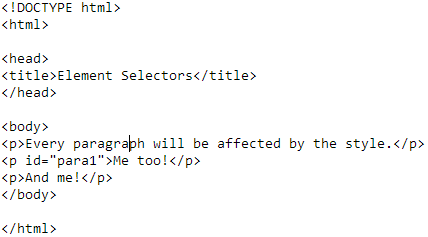 <!DOCTYPE html>
<html>
<head>
<title>Element Selectors</title>
</head>
<body>
<p>Every paragraph will be affected by the style.</p>
<p id="para1">Me too!</p>
<p>And me!</p>
</body>
</html>